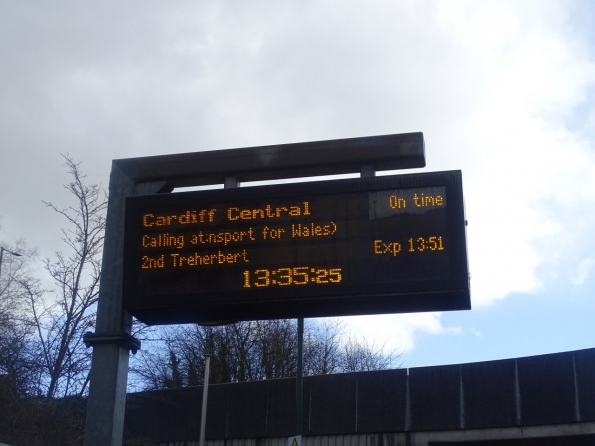 Cardiff Central On time
Calling at:nsport for Wales)
2nd Treherbert Exp 13:51
13:35:25